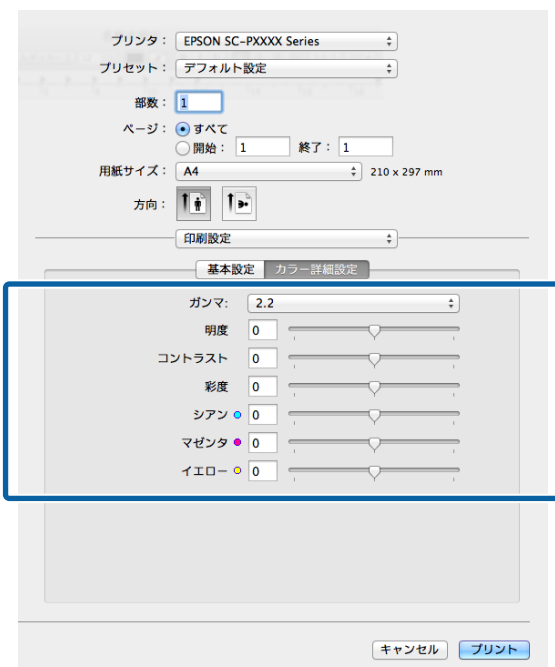 プリンタ： EPSON SC-PXXXX Series
プリセット： デフォルト設定
部数： 1
ページ： すべて
開始： 1 終了： 1
用紙サイズ： A4 210 x 297 mm
方向：
印刷設定
基本設定 カラー詳細設定
ガンマ: 2.2
明度 0
コントラスト 0
彩度 0
シアン 0
マゼンタ 0
イエロー 0
キャンセル プリント